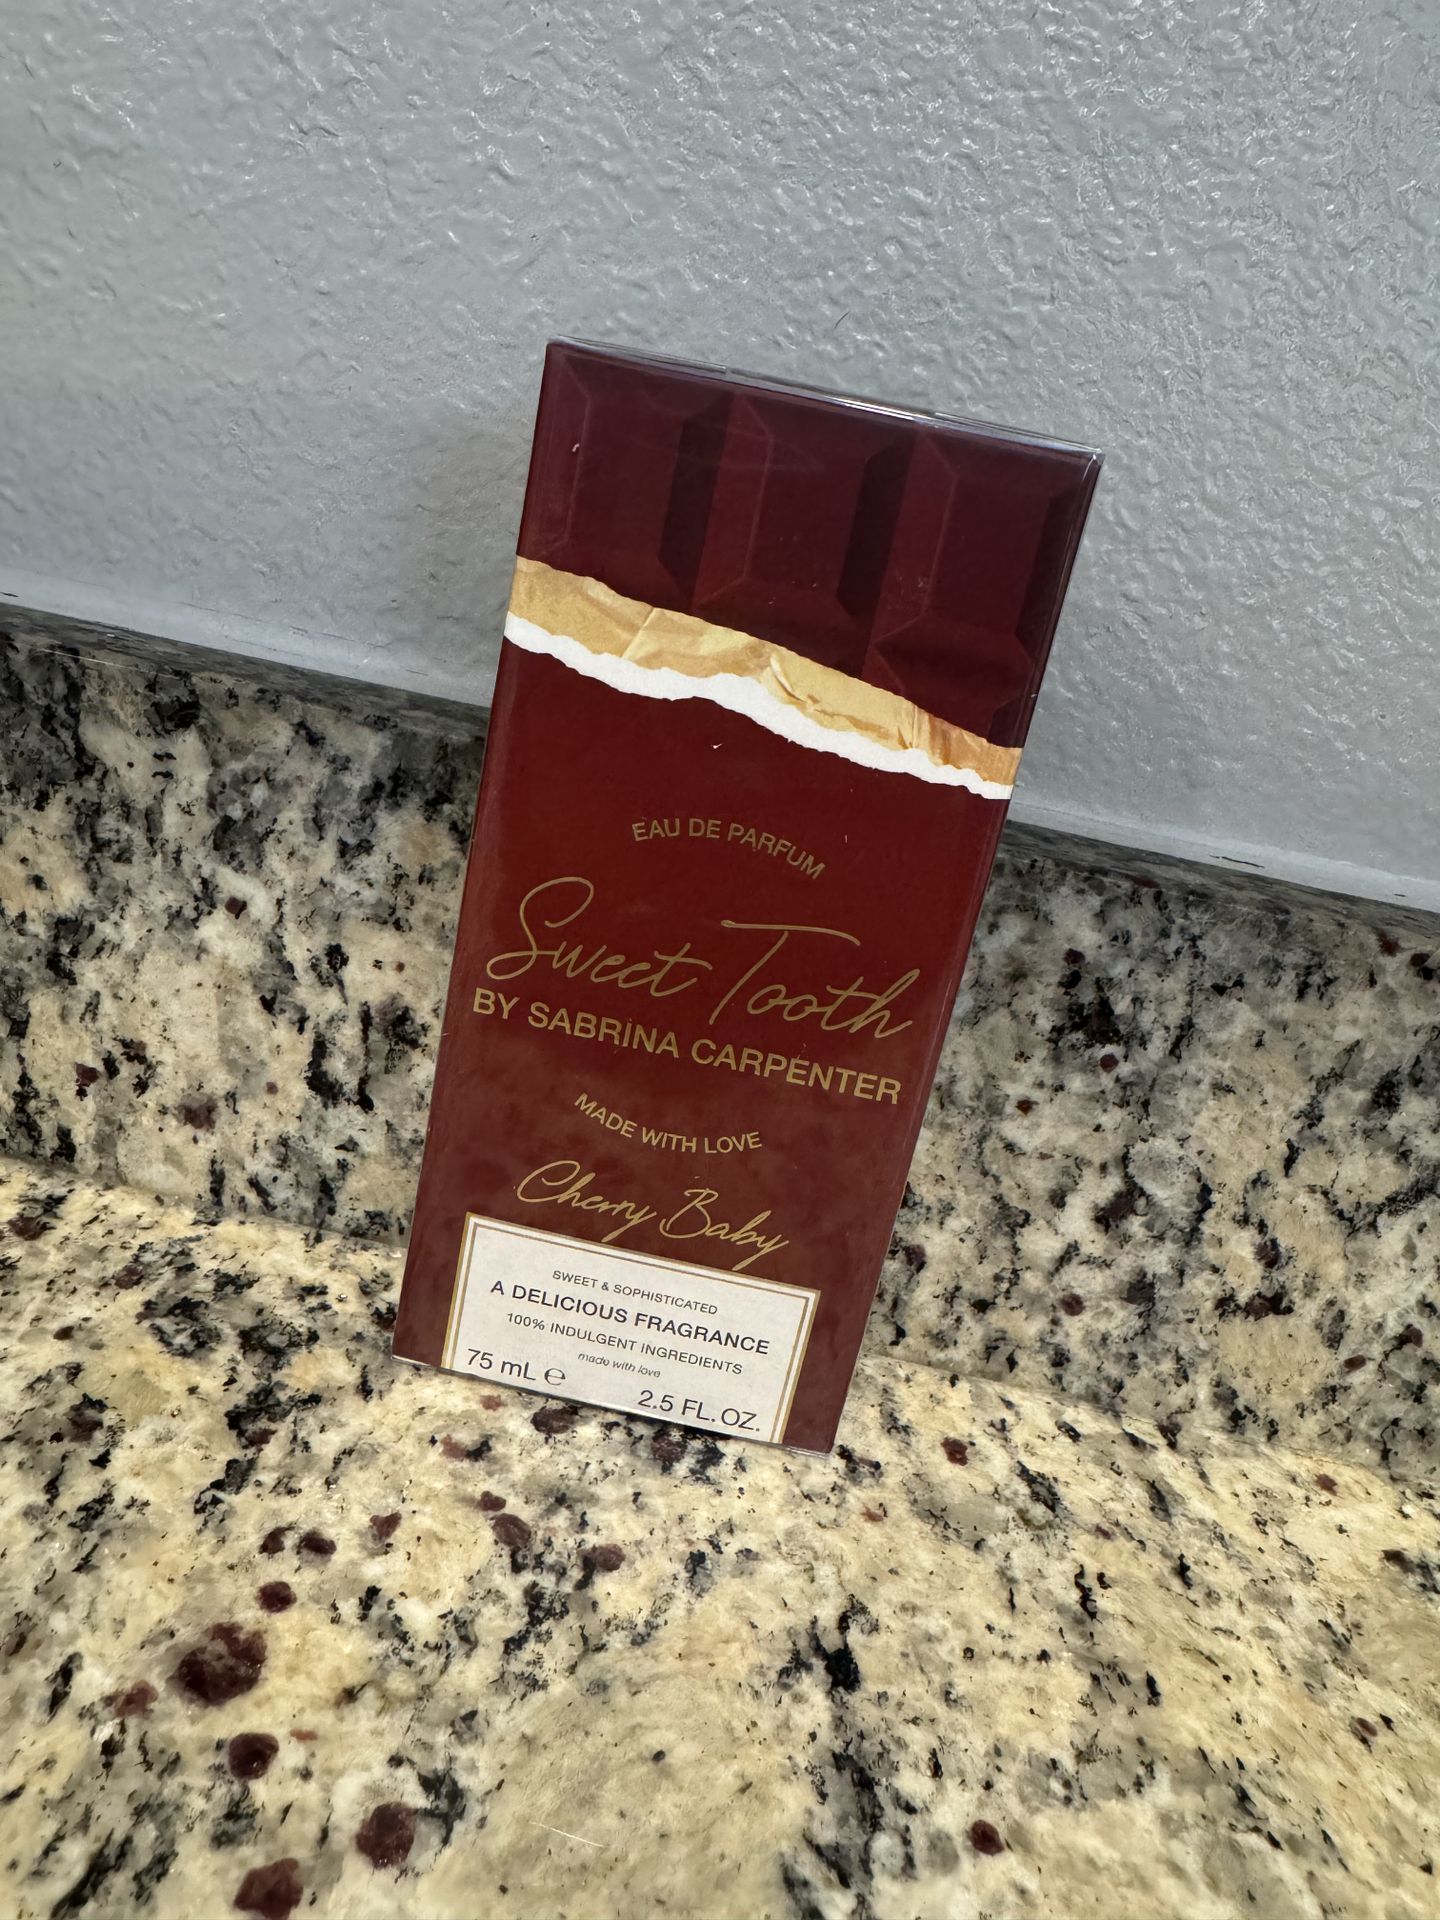 EAU DE PARFUM
Sweet Tooth
BY SABRINA CARPENTER
MADE WITH LOVE
Cherry Baby
SWEET & SOPHISTICATED
A DELICIOUS FRAGRANCE
100% INDULGENT INGREDIENTS
made with love
75 mL ℮ 2.5 FL. OZ.